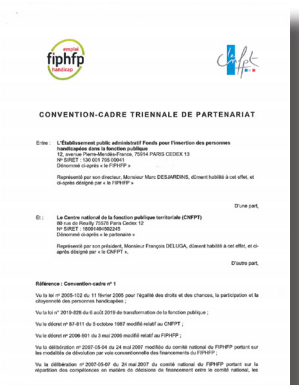 emploi
fiphfp
handicap
cnfpt
CONVENTION-CADRE TRIENNALE DE PARTENARIAT
Entre : L'Établissement public administratif Fonds pour l'insertion des personnes
handicapées dans la fonction publique
12, avenue Pierre-Mendès-France, 75914 PARIS CEDEX 13
N° SIRET : 130 001 795 00041
Dénommé ci-après « le FIPHFP »
Représenté par son directeur, Monsieur Marc DESJARDINS, dûment habilité à cet effet, et
ci-après désigné par « le FIPHFP »
D'une part,
Et : Le Centre national de la fonction publique territoriale (CNFPT)
80 rue de Reuilly 75578 Paris Cedex 12
N° SIRET : 18001404502245
Dénommé ci-après « le partenaire »
Représenté par son président, Monsieur François DELUGA, dûment habilité à cet effet, et ci-
après désigné par « le CNFPT »,
D'autre part.
Référence : Convention-cadre n° 1
Vu la loi n° 2005-102 du 11 février 2005 pour l'égalité des droits et des chances, la participation et la
citoyenneté des personnes handicapées ;
Vu la loi n° 2019-828 du 6 août 2019 de transformation de la fonction publique ;
Vu le décret n° 87-811 du 5 octobre 1987 modifié relatif au CNFPT ;
Vu le décret n° 2006-501 du 3 mai 2006 modifié relatif au FIPHFP ;
Vu la délibération n° 2007-05-04 du 24 mai 2007 modifiée du comité national du FIPHFP portant sur
les modalités de dévolution par voie conventionnelle des financements du FIPHFP ;
Vu la délibération n° 2007-05-07 du 24 mai 2007 du comité national du FIPHFP portant sur la
répartition des compétences en matière de décisions de financement entre le comité national, les